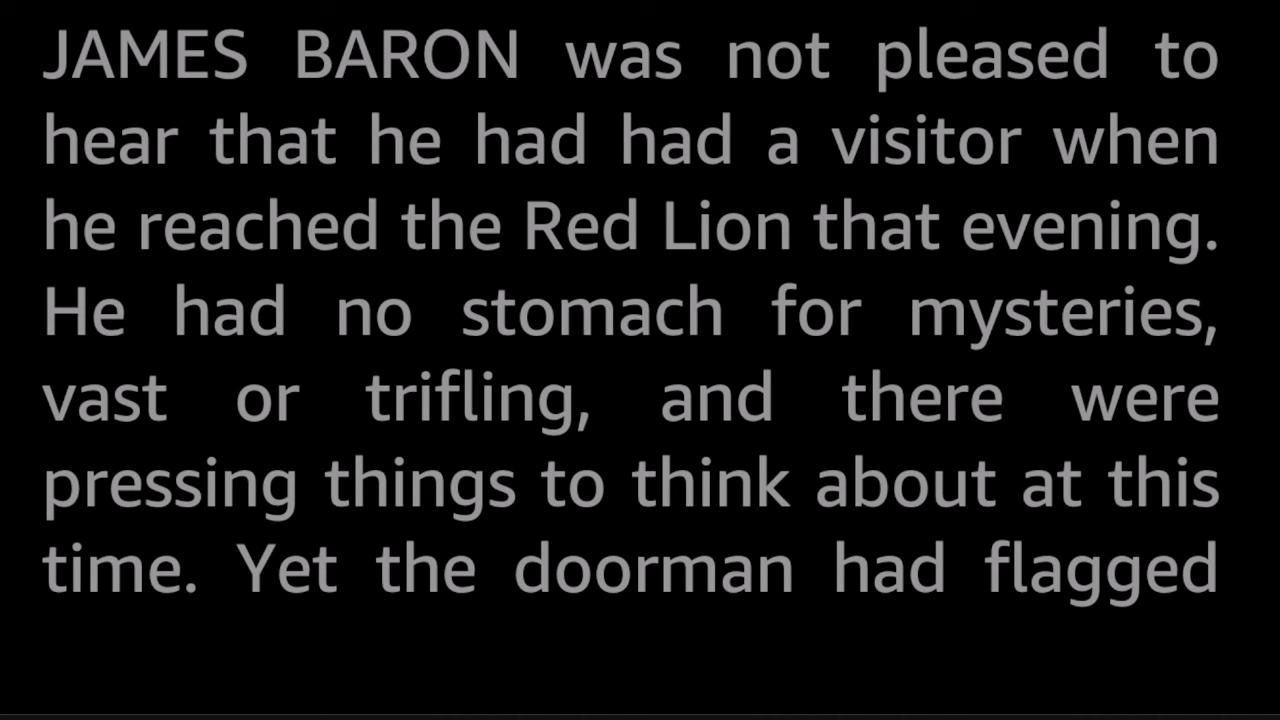 JAMES BARON was not pleased to
hear that he had had a visitor when
he reached the Red Lion that evening.
He had no stomach for mysteries,
vast or trifling, and there were
pressing things to think about at this
time. Yet the doorman had flagged